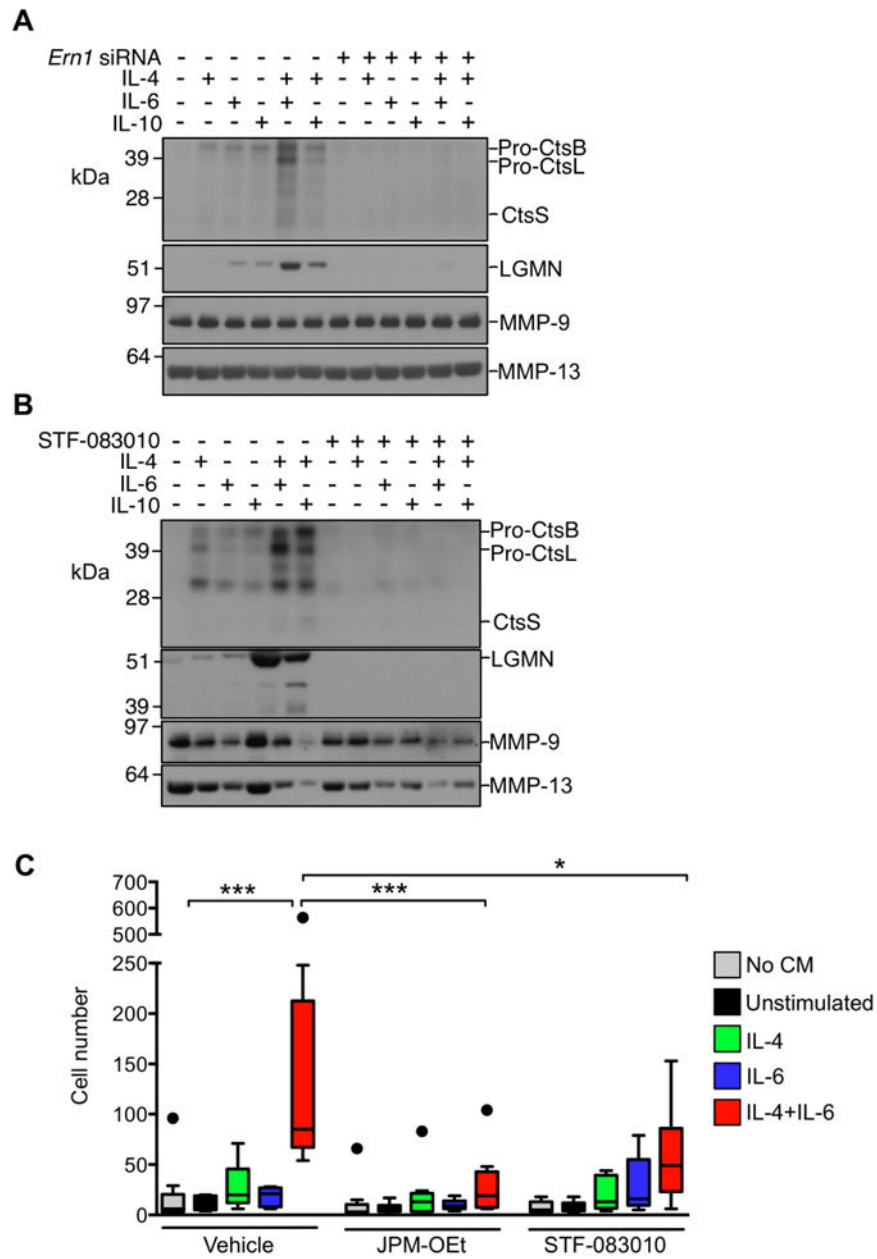 A
Ern1 siRNA - - - - - - + + + + + +
IL-4 - + - - + + - + - - + +
IL-6 - - + - + - - - + - + -
IL-10 - - - + - + - - - + - +
kDa
39
28
51
97
64
Pro-CtsB
Pro-CtsL
CtsS
LGMN
MMP-9
MMP-13
B
STF-083010 - - - - - - + + + + + +
IL-4 - + - - + + - + - - + +
IL-6 - - + - + - - - + - + -
IL-10 - - - + - + - - - + - +
kDa
39
28
51
39
97
64
Pro-CtsB
Pro-CtsL
CtsS
LGMN
MMP-9
MMP-13
C
Cell number
700
600
500
250
200
150
100
50
0
***
***
*
Vehicle
JPM-OEt
STF-083010
No CM
Unstimulated
IL-4
IL-6
IL-4+IL-6